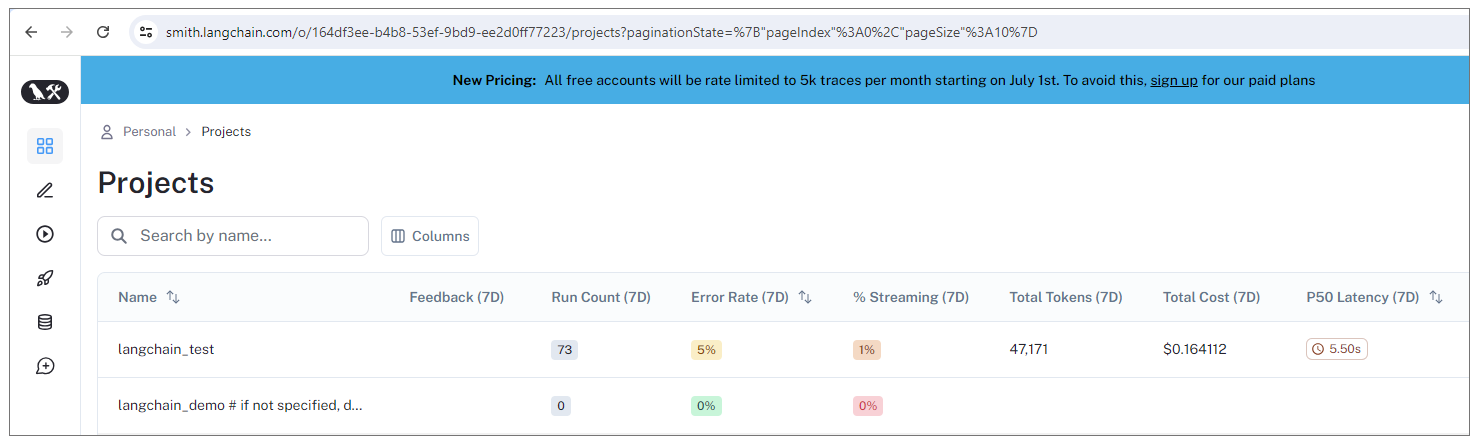 smith.langchain.com/o/164df3ee-b4b8-53ef-9bd9-ee2d0ff77223/projects?paginationState=%7B"pageIndex"%3A0%2C"pageSize"%3A10%7D
New Pricing: All free accounts will be rate limited to 5k traces per month starting on July 1st. To avoid this, sign up for our paid plans
Personal > Projects
Projects
Search by name... Columns
Name Feedback (7D) Run Count (7D) Error Rate (7D) % Streaming (7D) Total Tokens (7D) Total Cost (7D) P50 Latency (7D)
langchain_test 73 5% 1% 47,171 $0.164112 5.50s
langchain_demo # if not specified, d... 0 0% 0%